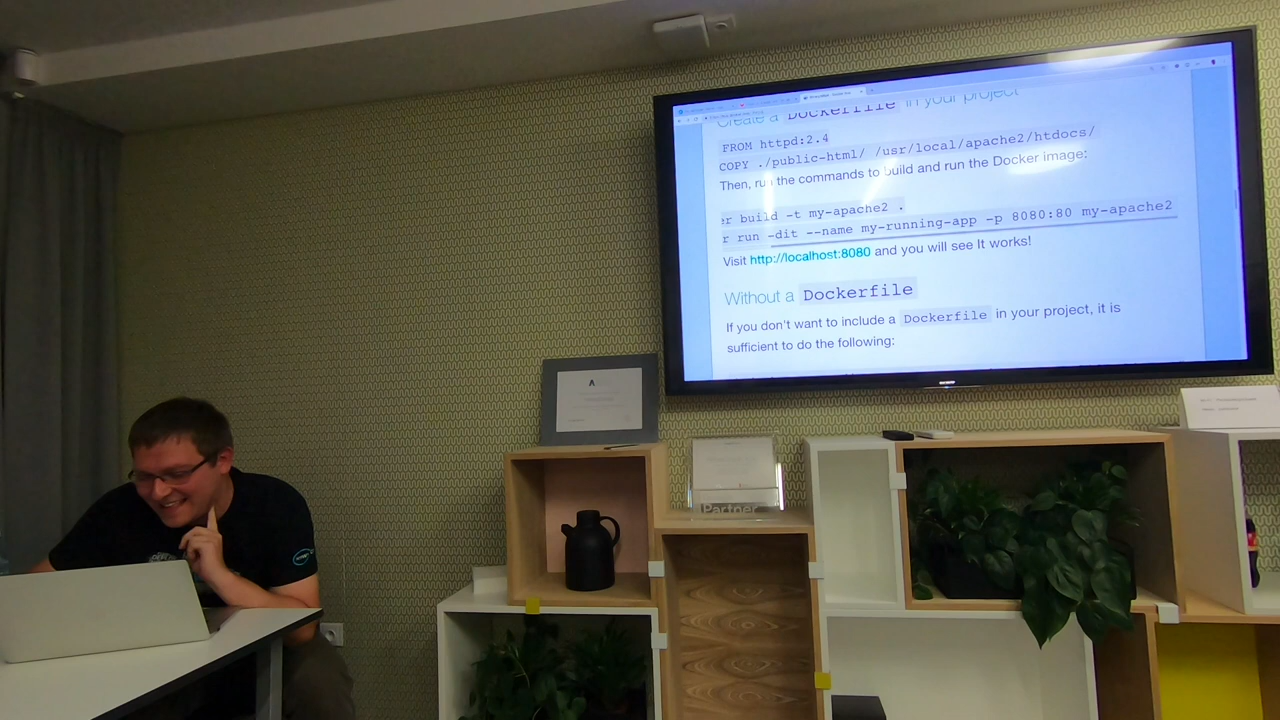 Create a Dockerfile in your project
FROM httpd:2.4
COPY ./public-html/ /usr/local/apache2/htdocs/
Then, run the commands to build and run the Docker image:
er build -t my-apache2 .
r run -dit --name my-running-app -p 8080:80 my-apache2
Visit http://localhost:8080 and you will see It works!
Without a Dockerfile
If you don't want to include a Dockerfile in your project, it is
sufficient to do the following:
Partner